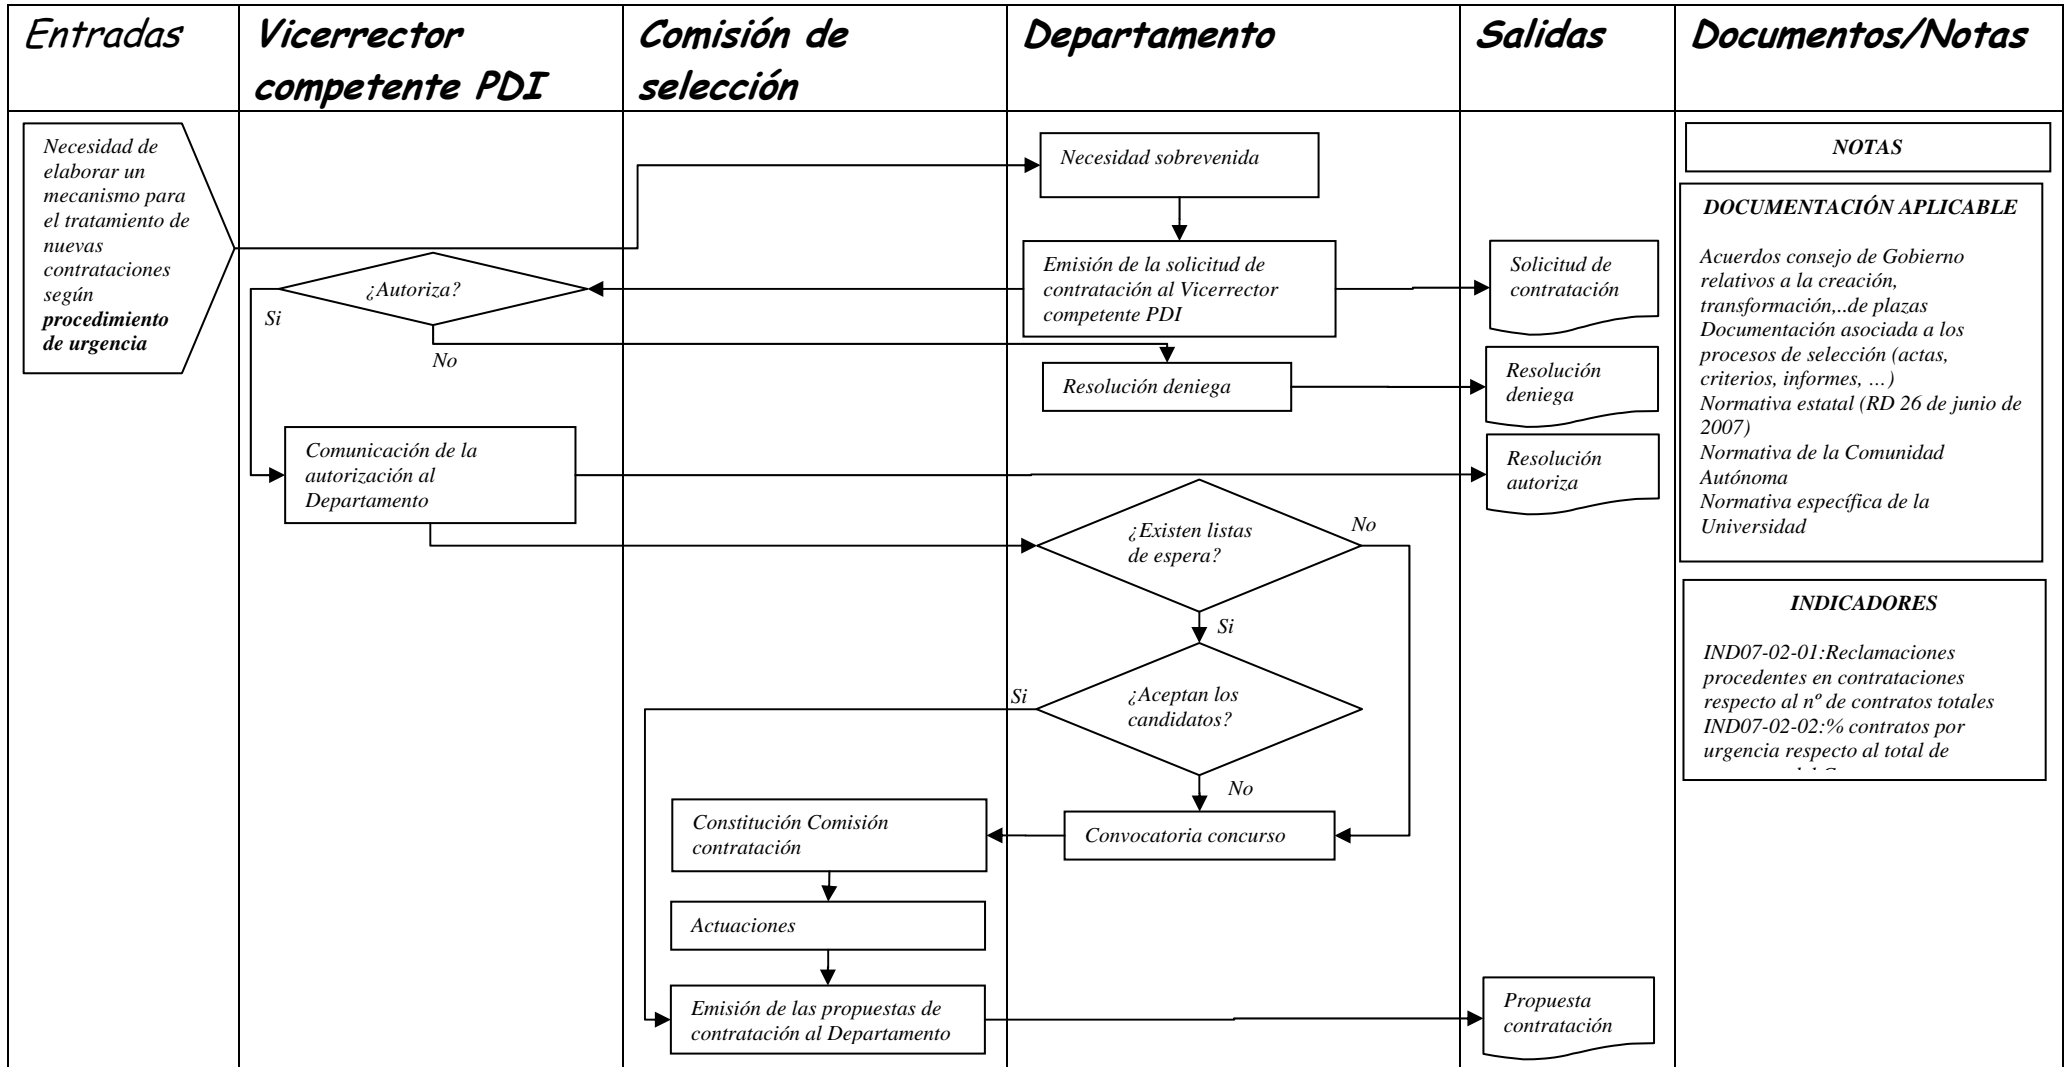 Entradas
Vicerrector
competente PDI
Comisión de
selección
Departamento
Salidas
Documentos/Notas
Necesidad de
elaborar un
mecanismo para
el tratamiento de
nuevas
contrataciones
según
procedimiento
de urgencia
Necesidad sobrevenida
Emisión de la solicitud de
contratación al Vicerrector
competente PDI
Solicitud de
contratación
¿Autoriza?
Si
No
Resolución deniega
Resolución
deniega
Comunicación de la
autorización al
Departamento
Resolución
autoriza
¿Existen listas
de espera?
No
Si
¿Aceptan los
candidatos?
Si
No
Convocatoria concurso
Constitución Comisión
contratación
Actuaciones
Emisión de las propuestas de
contratación al Departamento
Propuesta
contratación
NOTAS
DOCUMENTACIÓN APLICABLE
Acuerdos consejo de Gobierno
relativos a la creación,
transformación,..de plazas
Documentación asociada a los
procesos de selección (actas,
criterios, informes, ...)
Normativa estatal (RD 26 de junio de
2007)
Normativa de la Comunidad
Autónoma
Normativa específica de la
Universidad
INDICADORES
IND07-02-01:Reclamaciones
procedentes en contrataciones
respecto al nº de contratos totales
IND07-02-02:% contratos por
urgencia respecto al total de